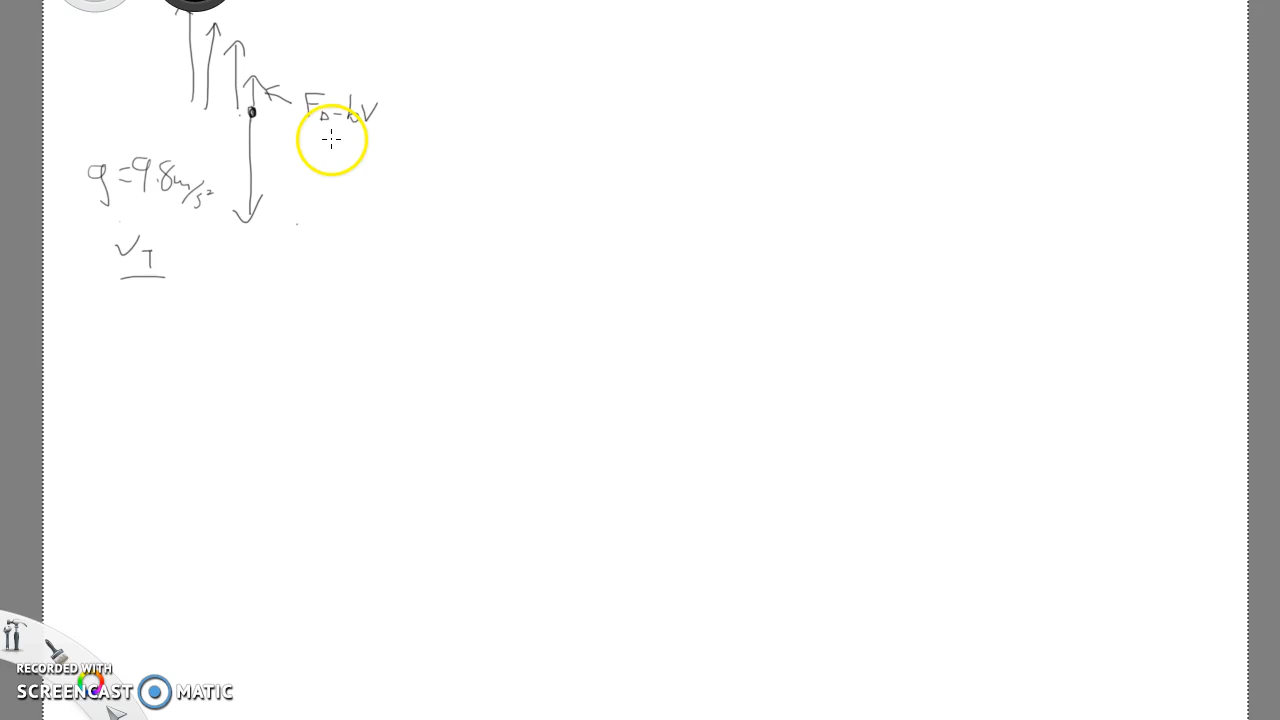 F_D = bv
g = 9.8 m/s²
v_T
RECORDED WITH
SCREENCAST MATIC